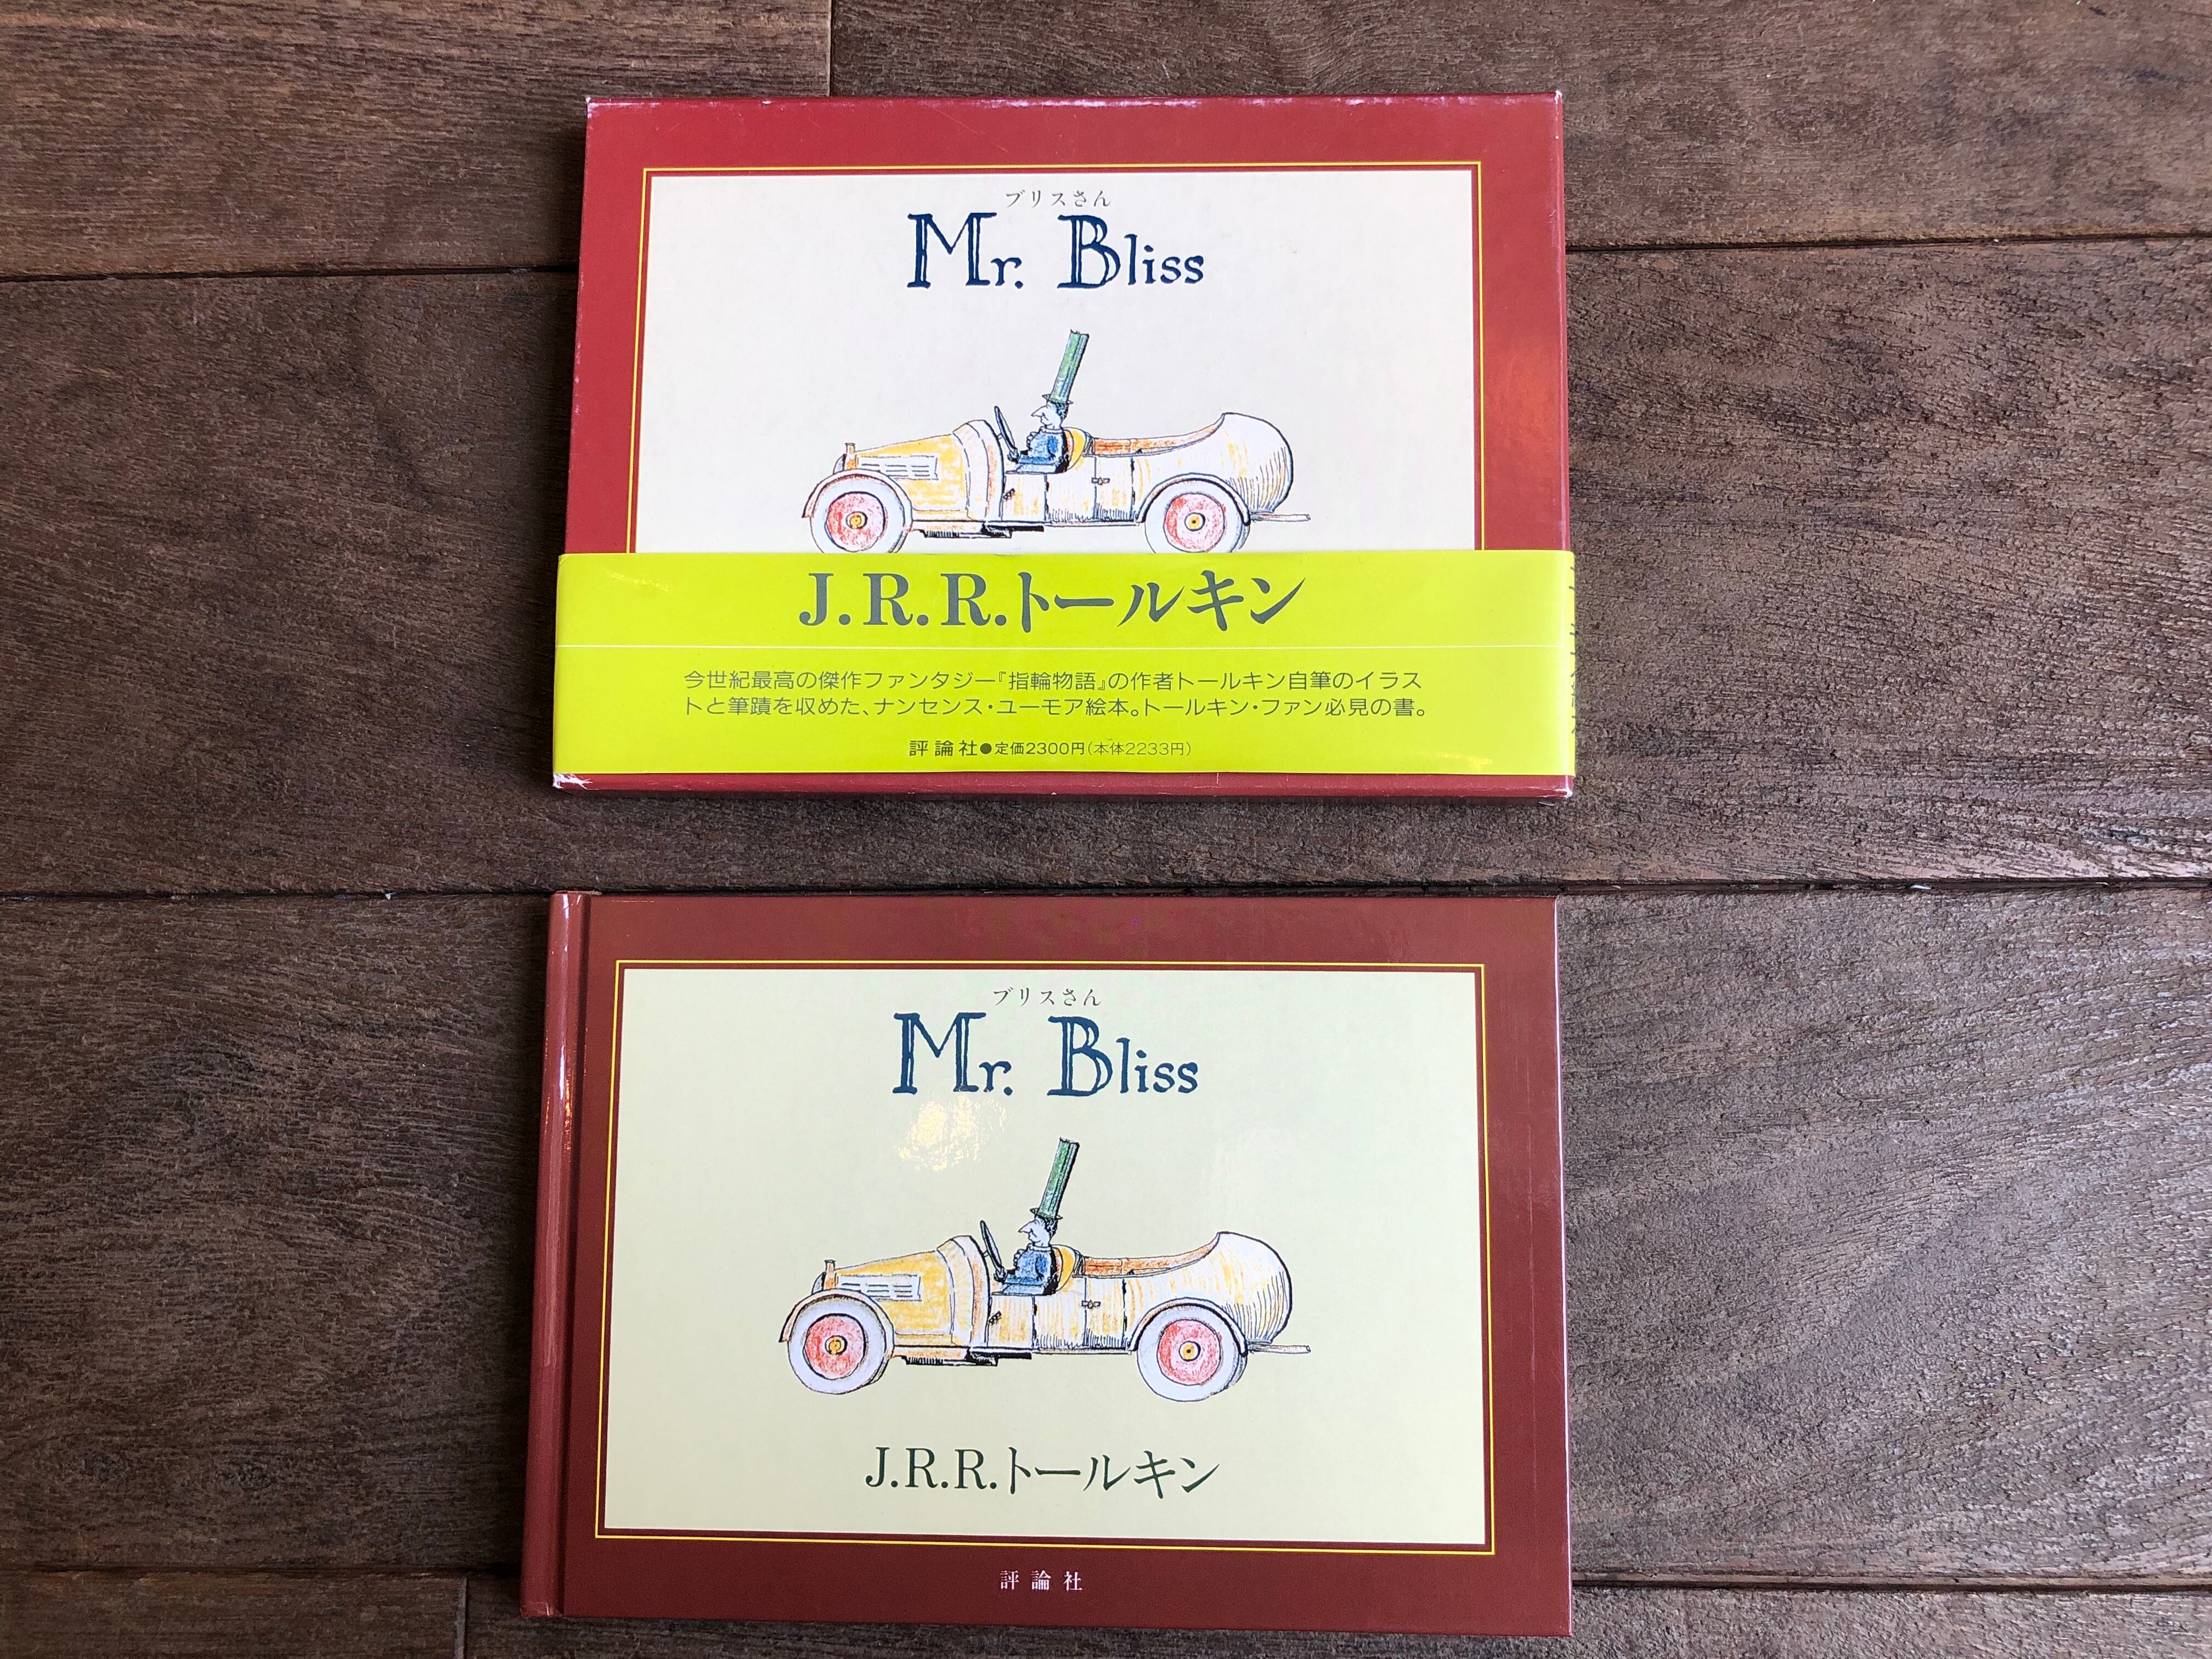 ブリスさん
Mr. Bliss
J.R.R.トールキン
今世紀最高の傑作ファンタジー『指輪物語』の作者トールキン自筆のイラス
トと筆蹟を収めた、ナンセンス・ユーモア絵本。トールキン・ファン必見の書。
評論社●定価2300円(本体2233円)
ブリスさん
Mr. Bliss
J.R.R.トールキン
評論社